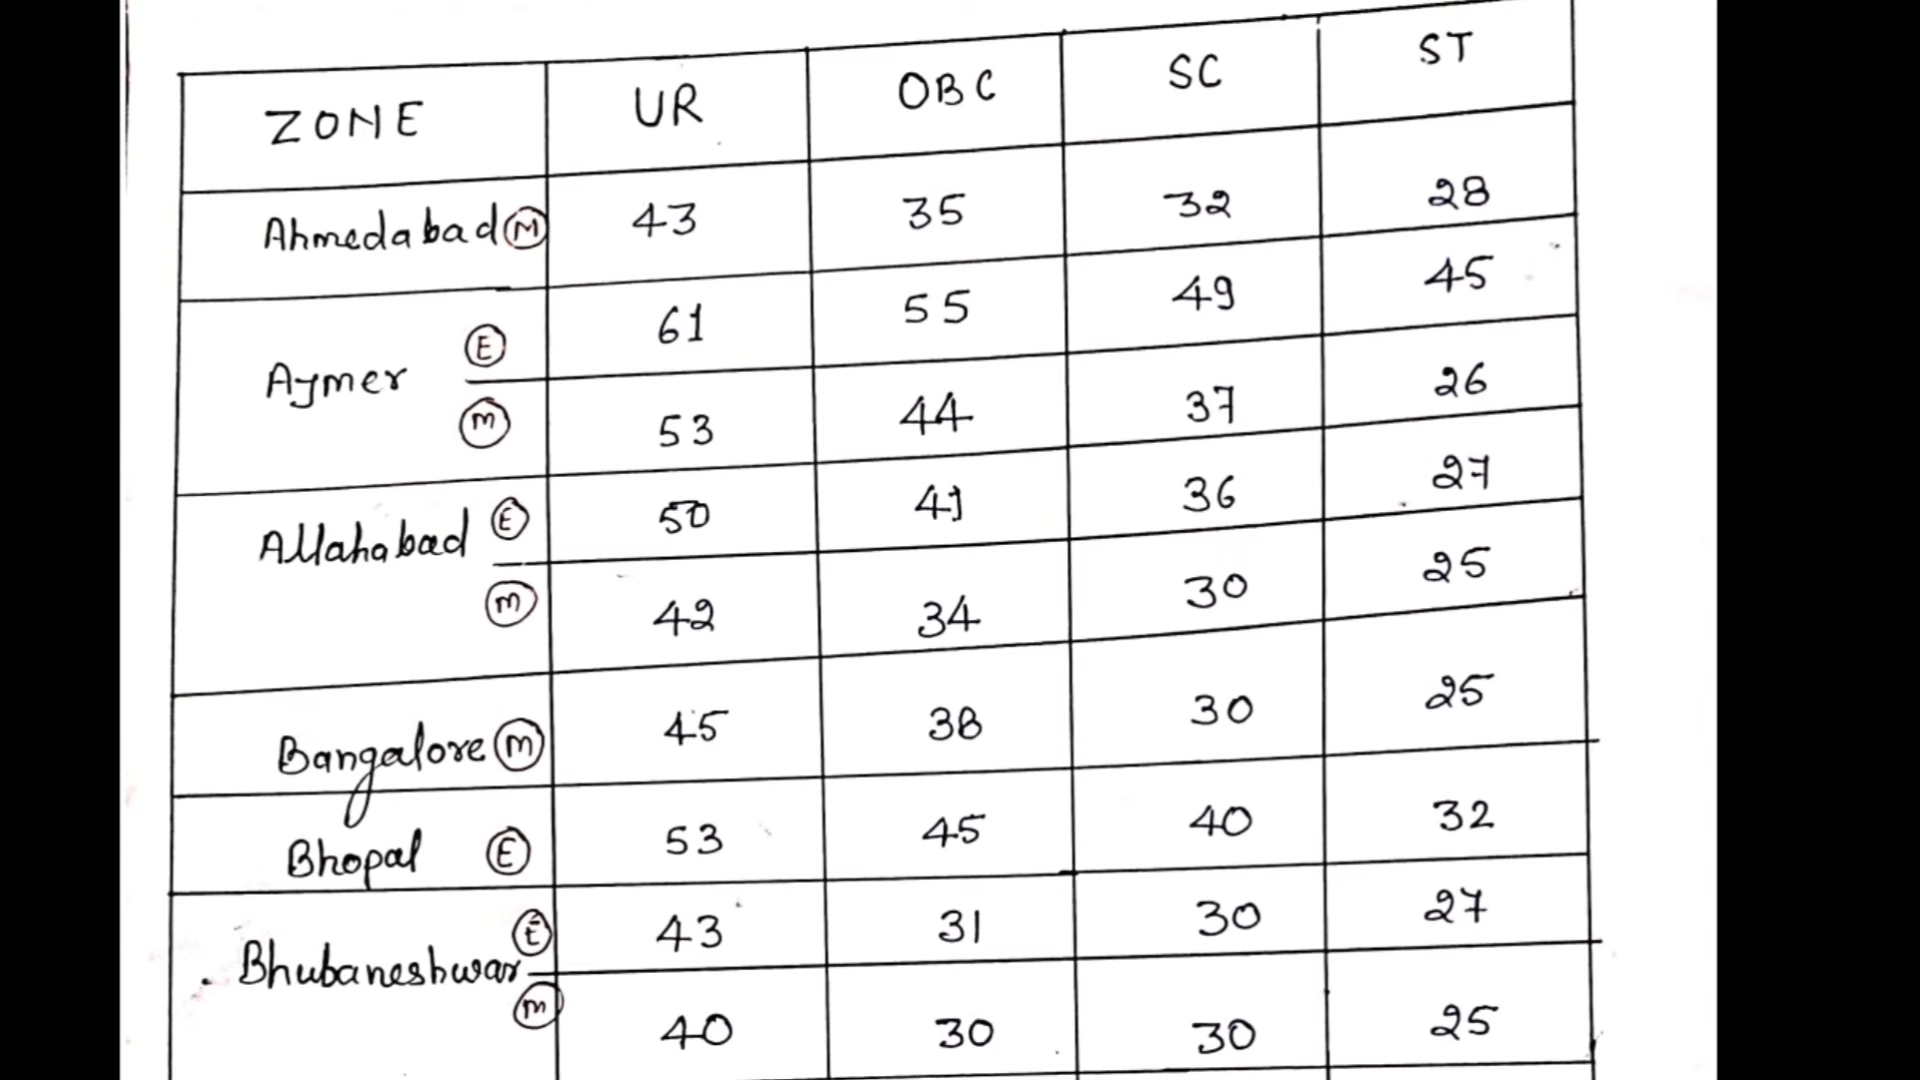 ZONE UR OBC SC ST
Ahmedabad M 43 35 32 28
Ajmer E 61 55 49 45
M 53 44 37 26
Allahabad E 50 41 36 27
M 42 34 30 25
Bangalore M 45 38 30 25
Bhopal E 53 45 40 32
Bhubaneshwar E 43 31 30 27
M 40 30 30 25